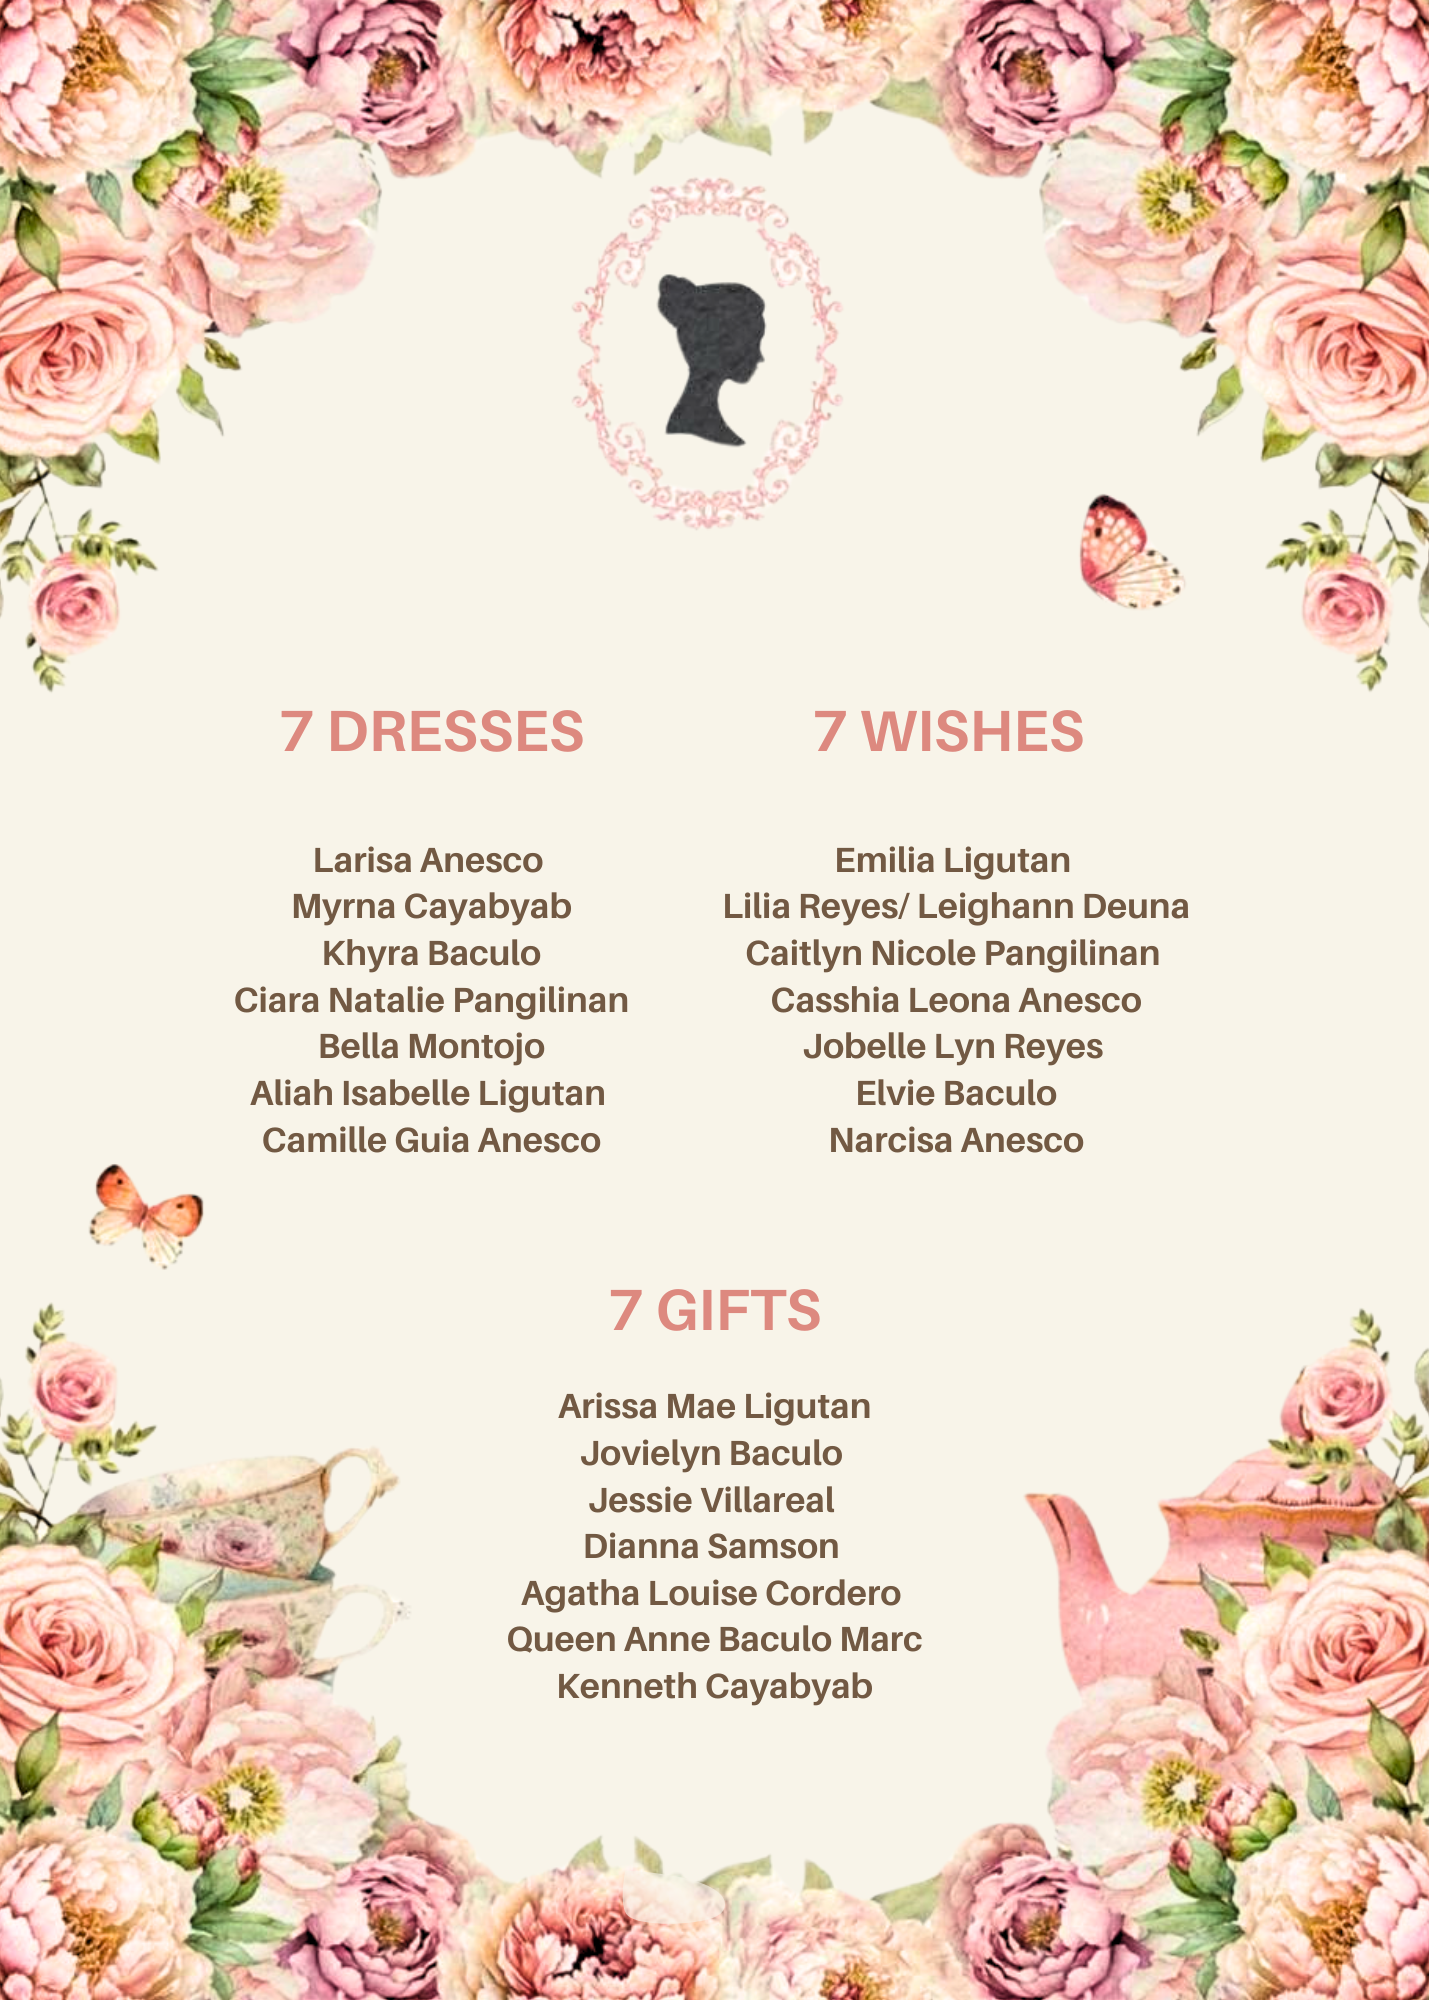 7 DRESSES
Larisa Anesco
Myrna Cayabyab
Khyra Baculo
Ciara Natalie Pangilinan
Bella Montojo
Aliah Isabelle Ligutan
Camille Guia Anesco
7 WISHES
Emilia Ligutan
Lilia Reyes/ Leighann Deuna
Caitlyn Nicole Pangilinan
Casshia Leona Anesco
Jobelle Lyn Reyes
Elvie Baculo
Narcisa Anesco
7 GIFTS
Arissa Mae Ligutan
Jovielyn Baculo
Jessie Villareal
Dianna Samson
Agatha Louise Cordero
Queen Anne Baculo Marc
Kenneth Cayabyab